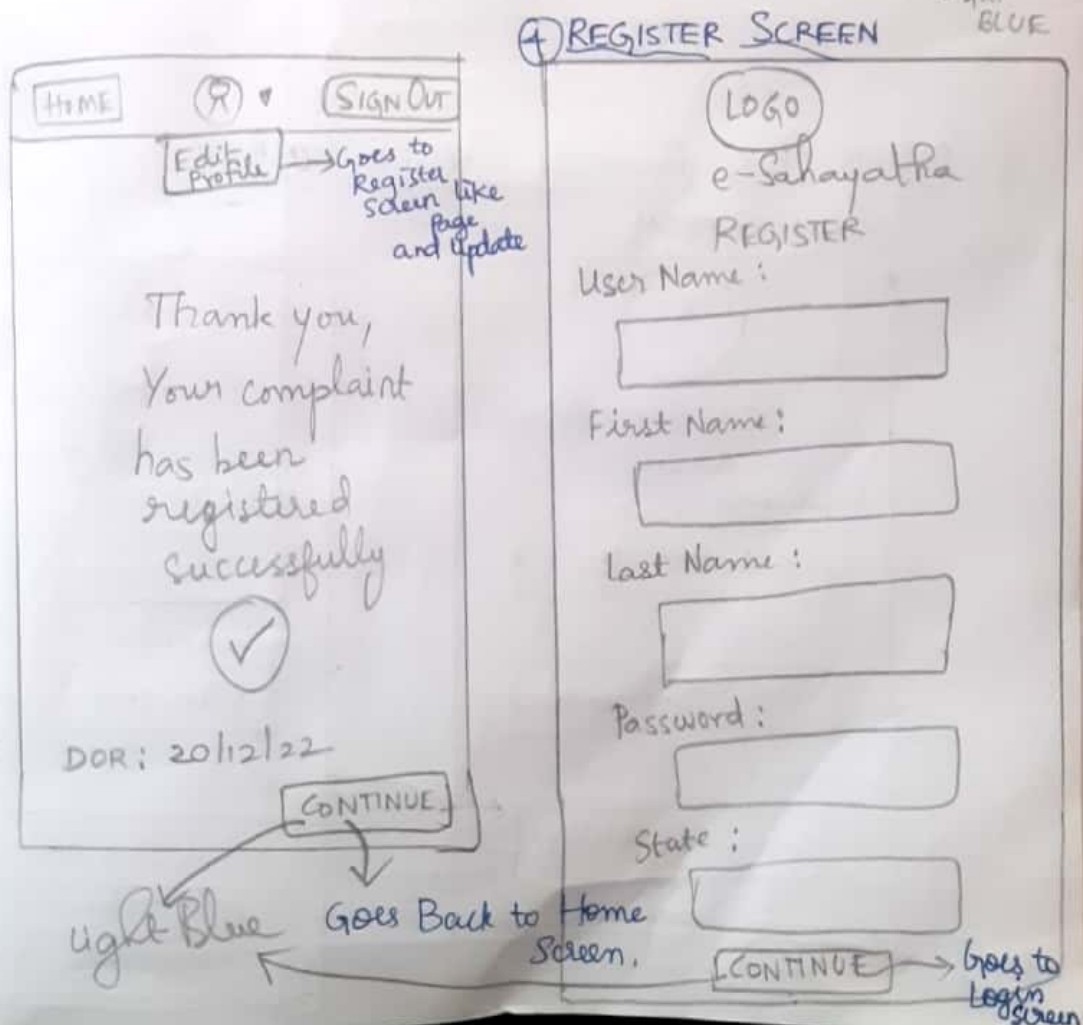 BLUE
④ REGISTER SCREEN
HOME
SIGN OUT
Edit
Profile
Goes to
Register
Screen like
Page
and Update
Thank you,
Your complaint
has been
registered
successfully
DOR: 20/12/22
CONTINUE
Light Blue
Goes Back to Home
Screen.
LOGO
e-Sahayatha
REGISTER
User Name :
First Name :
Last Name :
Password :
State :
CONTINUE
Goes to
Login
Screen